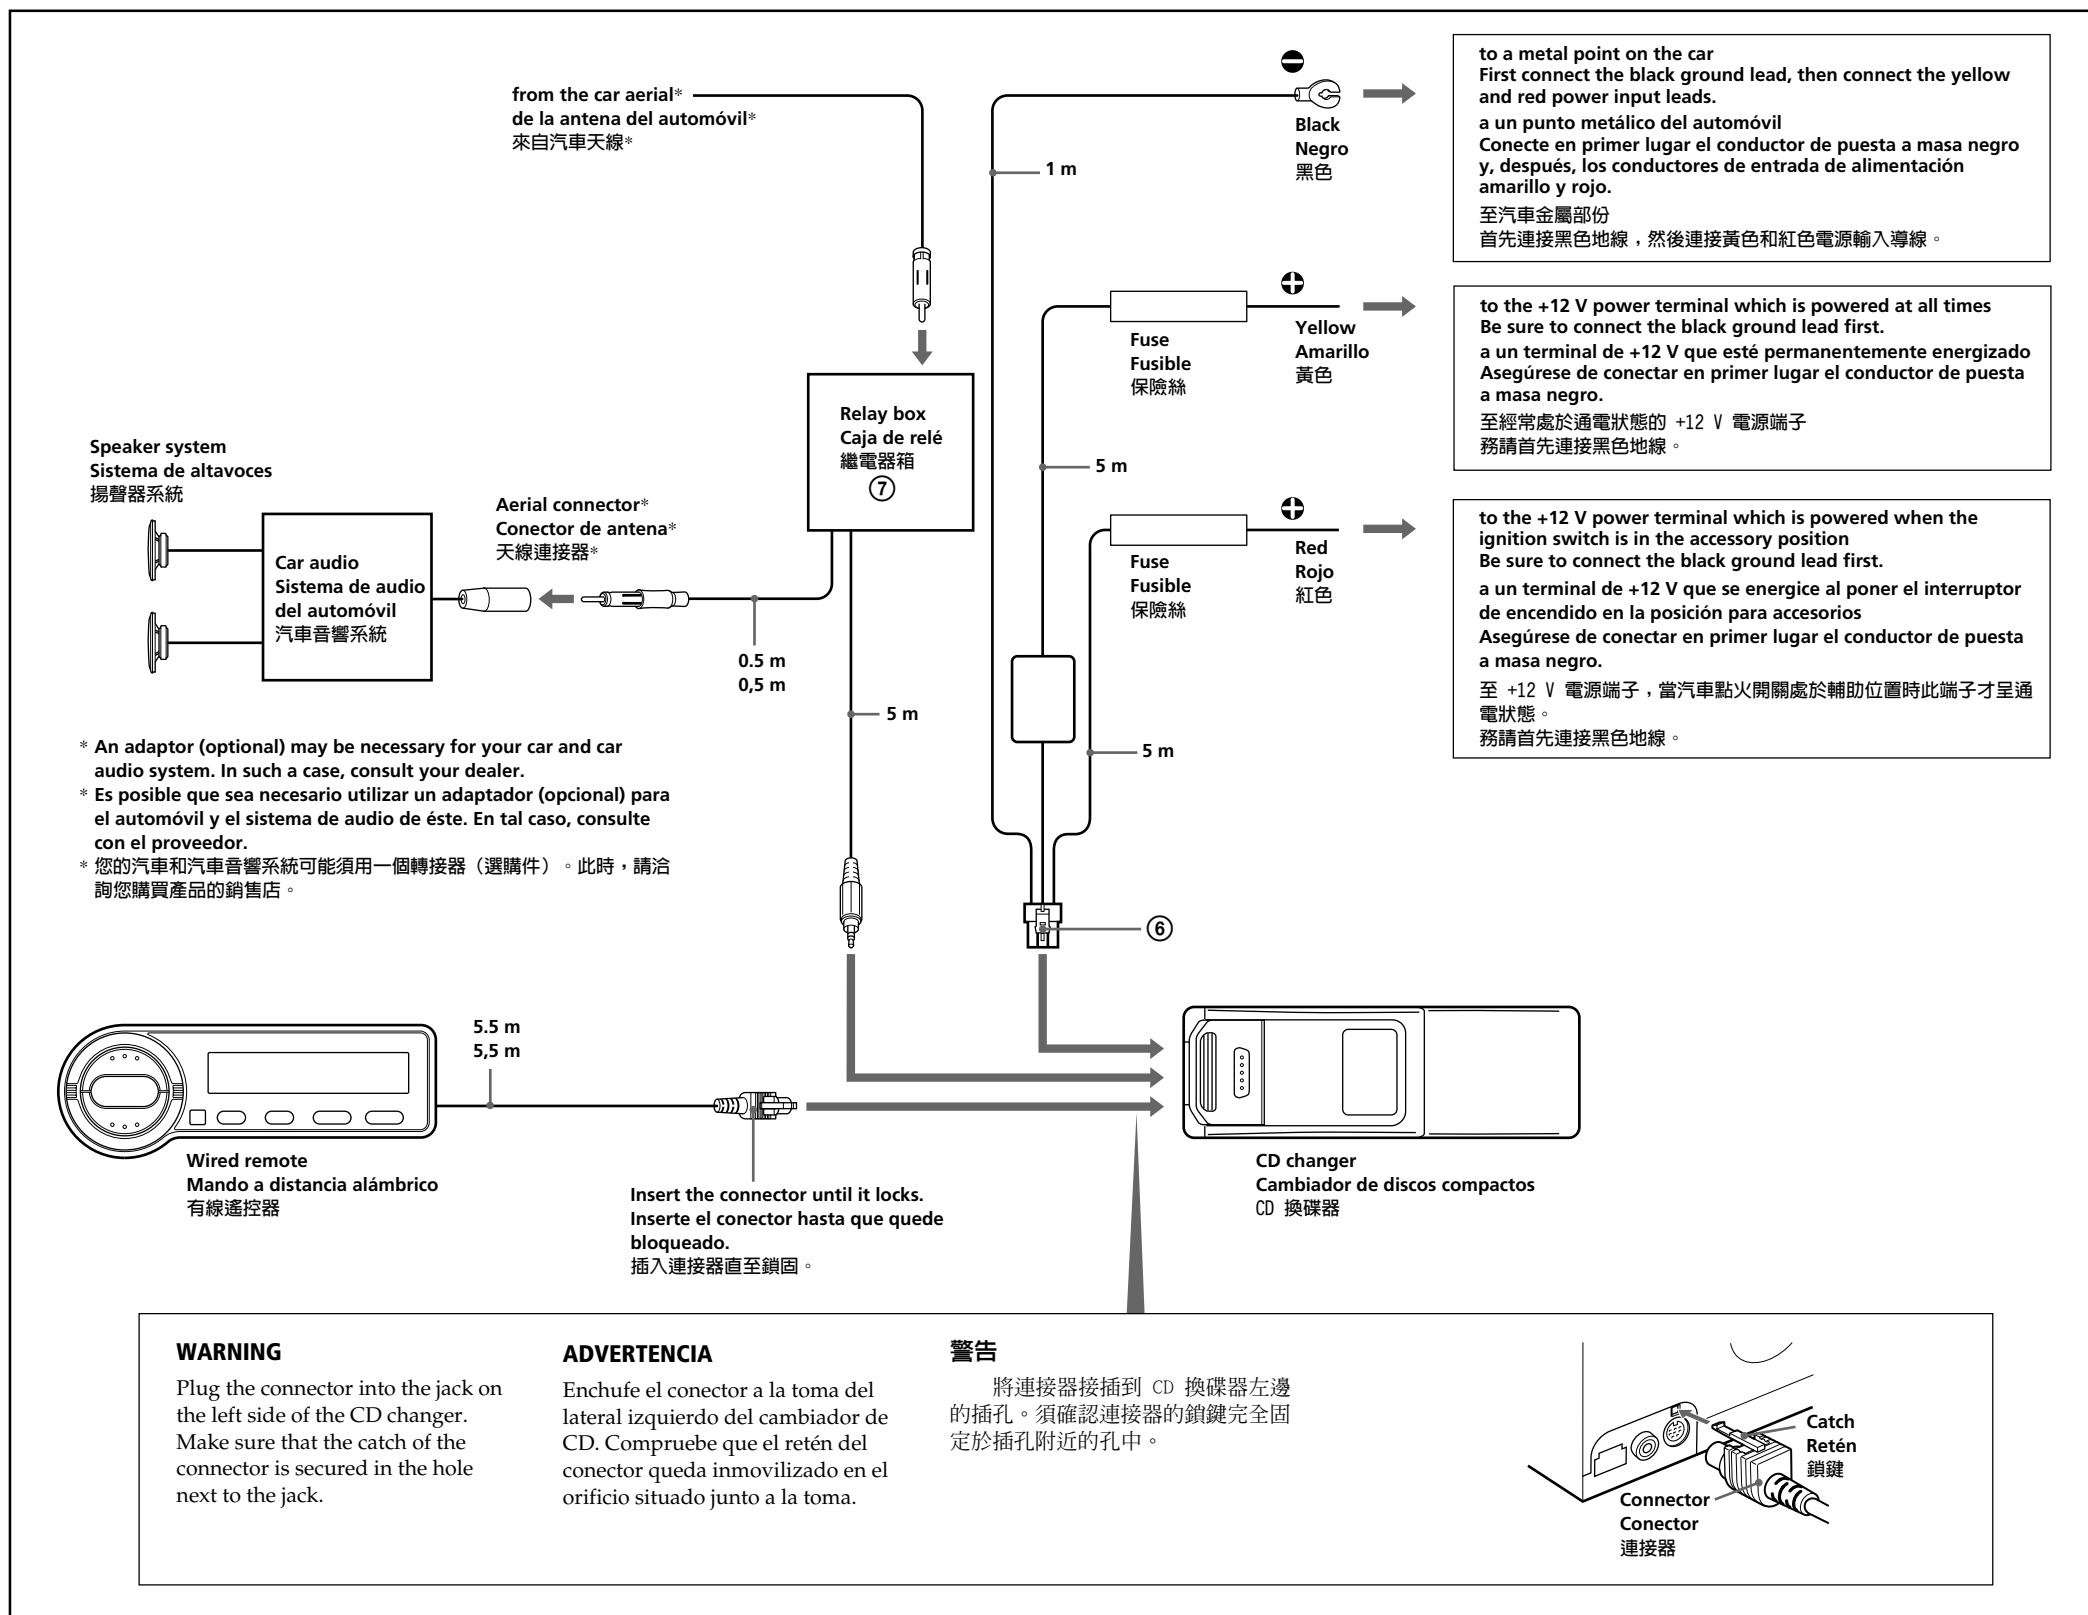 from the car aerial*
de la antena del automóvil*
來自汽車天線*
Black
Negro
黑色
1 m
to a metal point on the car
First connect the black ground lead, then connect the yellow
and red power input leads.
a un punto metálico del automóvil
Conecte en primer lugar el conductor de puesta a masa negro
y, después, los conductores de entrada de alimentación
amarillo y rojo.
至汽車金屬部份
首先連接黑色地線，然後連接黃色和紅色電源輸入導線。
Fuse
Fusible
保險絲
Yellow
Amarillo
黃色
to the +12 V power terminal which is powered at all times
Be sure to connect the black ground lead first.
a un terminal de +12 V que esté permanentemente energizado
Asegúrese de conectar en primer lugar el conductor de puesta
a masa negro.
至經常處於通電狀態的 +12 V 電源端子
務請首先連接黑色地線。
Relay box
Caja de relé
繼電器箱
⑦
5 m
Speaker system
Sistema de altavoces
揚聲器系統
Aerial connector*
Conector de antena*
天線連接器*
Car audio
Sistema de audio
del automóvil
汽車音響系統
0.5 m
0,5 m
5 m
Fuse
Fusible
保險絲
Red
Rojo
紅色
5 m
to the +12 V power terminal which is powered when the
ignition switch is in the accessory position
Be sure to connect the black ground lead first.
a un terminal de +12 V que se energice al poner el interruptor
de encendido en la posición para accesorios
Asegúrese de conectar en primer lugar el conductor de puesta
a masa negro.
至 +12 V 電源端子，當汽車點火開關處於輔助位置時此端子才呈通
電狀態。
務請首先連接黑色地線。
* An adaptor (optional) may be necessary for your car and car
audio system. In such a case, consult your dealer.
* Es posible que sea necesario utilizar un adaptador (opcional) para
el automóvil y el sistema de audio de éste. En tal caso, consulte
con el proveedor.
* 您的汽車和汽車音響系統可能須用一個轉接器（選購件）。此時，請洽
詢您購買產品的銷售店。
⑥
5.5 m
5,5 m
Wired remote
Mando a distancia alámbrico
有線遙控器
Insert the connector until it locks.
Inserte el conector hasta que quede
bloqueado.
插入連接器直至鎖固。
CD changer
Cambiador de discos compactos
CD 換碟器
WARNING
Plug the connector into the jack on
the left side of the CD changer.
Make sure that the catch of the
connector is secured in the hole
next to the jack.
ADVERTENCIA
Enchufe el conector a la toma del
lateral izquierdo del cambiador de
CD. Compruebe que el retén del
conector queda inmovilizado en el
orificio situado junto a la toma.
警告
將連接器接插到 CD 換碟器左邊
的插孔。須確認連接器的鎖鍵完全固
定於插孔附近的孔中。
Catch
Retén
鎖鍵
Connector
Conector
連接器